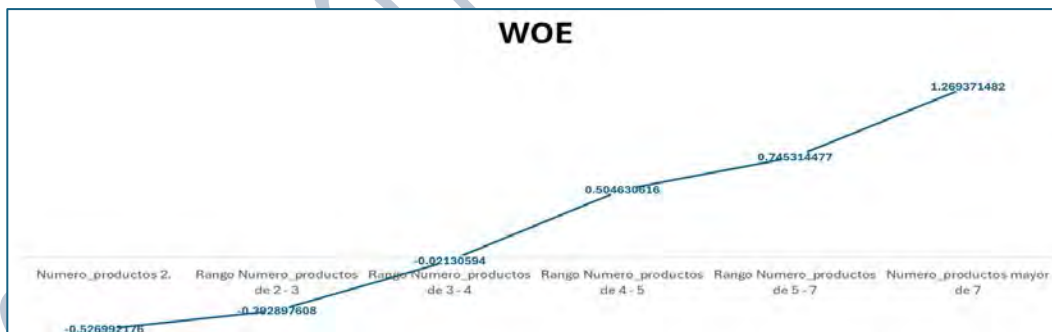 WOE
1.269371482
0.745314477
0.504630616
-0.02130594
Numero_productos 2.
Rango Numero_productos
de 2 - 3
Rango Numero_productos
de 3 - 4
Rango Numero_productos
de 4 - 5
Rango Numero_productos
de 5 - 7
Numero_productos mayor
de 7
-0.392897608
-0.526992176